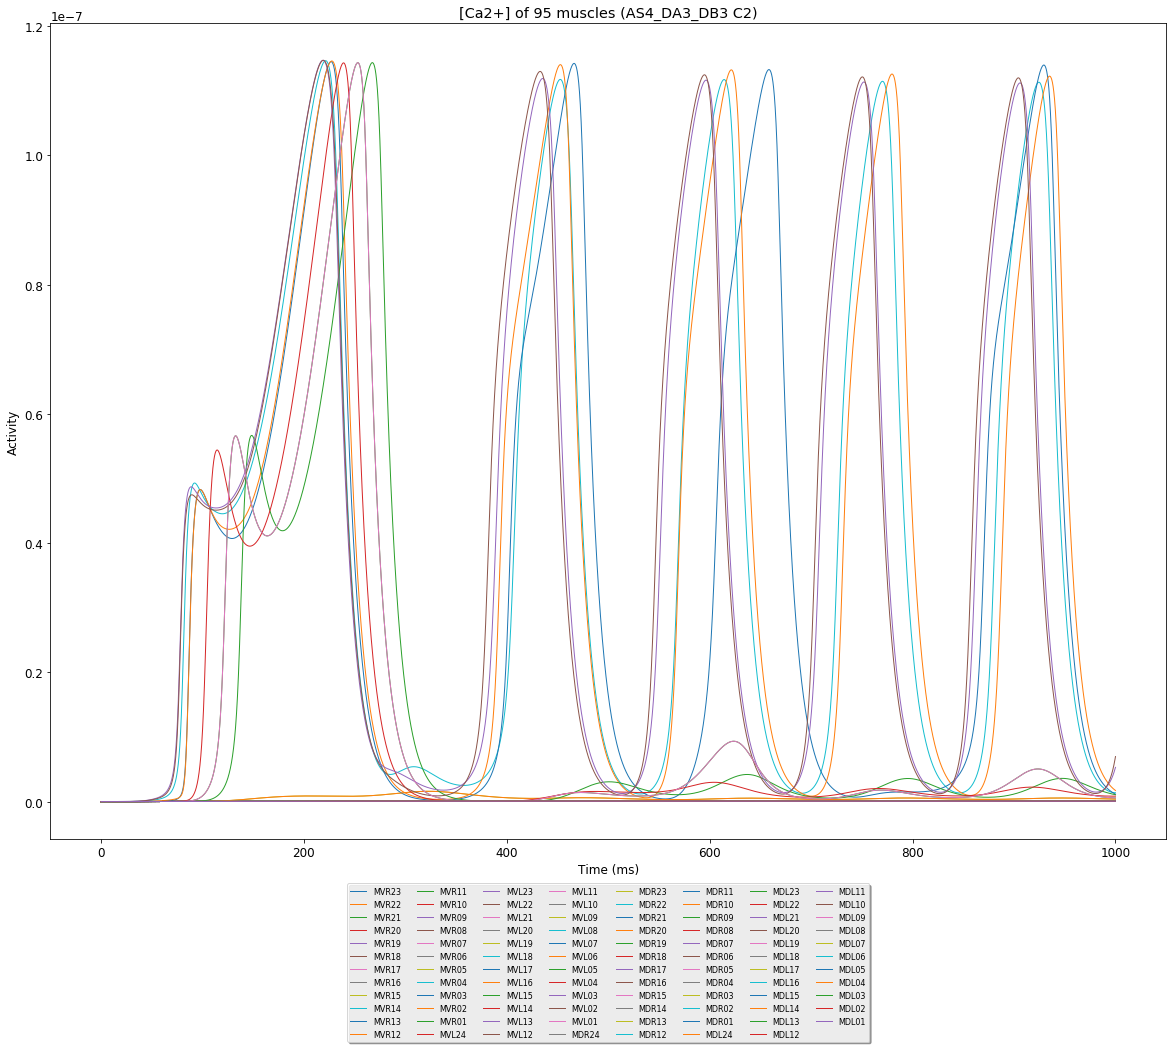 [Ca2+] of 95 muscles (AS4_DA3_DB3 C2)
1e−7
1.2
1.0
0.8
0.6
0.4
0.2
0.0
Activity
0 200 400 600 800 1000
Time (ms)
MVR23 MVR11 MVL23 MVL11 MDR23 MDR11 MDL23 MDL11
MVR22 MVR10 MVL22 MVL10 MDR22 MDR10 MDL22 MDL10
MVR21 MVR09 MVL21 MVL09 MDR21 MDR09 MDL21 MDL09
MVR20 MVR08 MVL20 MVL08 MDR20 MDR08 MDL20 MDL08
MVR19 MVR07 MVL19 MVL07 MDR19 MDR07 MDL19 MDL07
MVR18 MVR06 MVL18 MVL06 MDR18 MDR06 MDL18 MDL06
MVR17 MVR05 MVL17 MVL05 MDR17 MDR05 MDL17 MDL05
MVR16 MVR04 MVL16 MVL04 MDR16 MDR04 MDL16 MDL04
MVR15 MVR03 MVL15 MVL03 MDR15 MDR03 MDL15 MDL03
MVR14 MVR02 MVL14 MVL02 MDR14 MDR02 MDL14 MDL02
MVR13 MVR01 MVL13 MVL01 MDR13 MDR01 MDL13 MDL01
MVR12 MVL24 MVL12 MDR24 MDR12 MDL24 MDL12